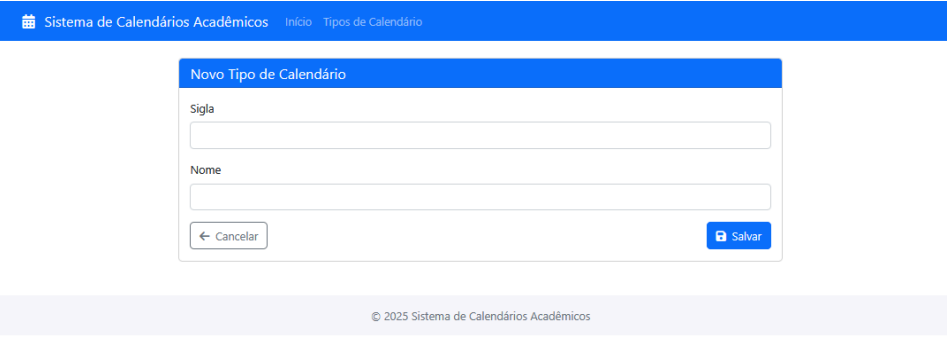 Sistema de Calendários Acadêmicos Início Tipos de Calendário
Novo Tipo de Calendário
Sigla
Nome
Cancelar Salvar
© 2025 Sistema de Calendários Acadêmicos